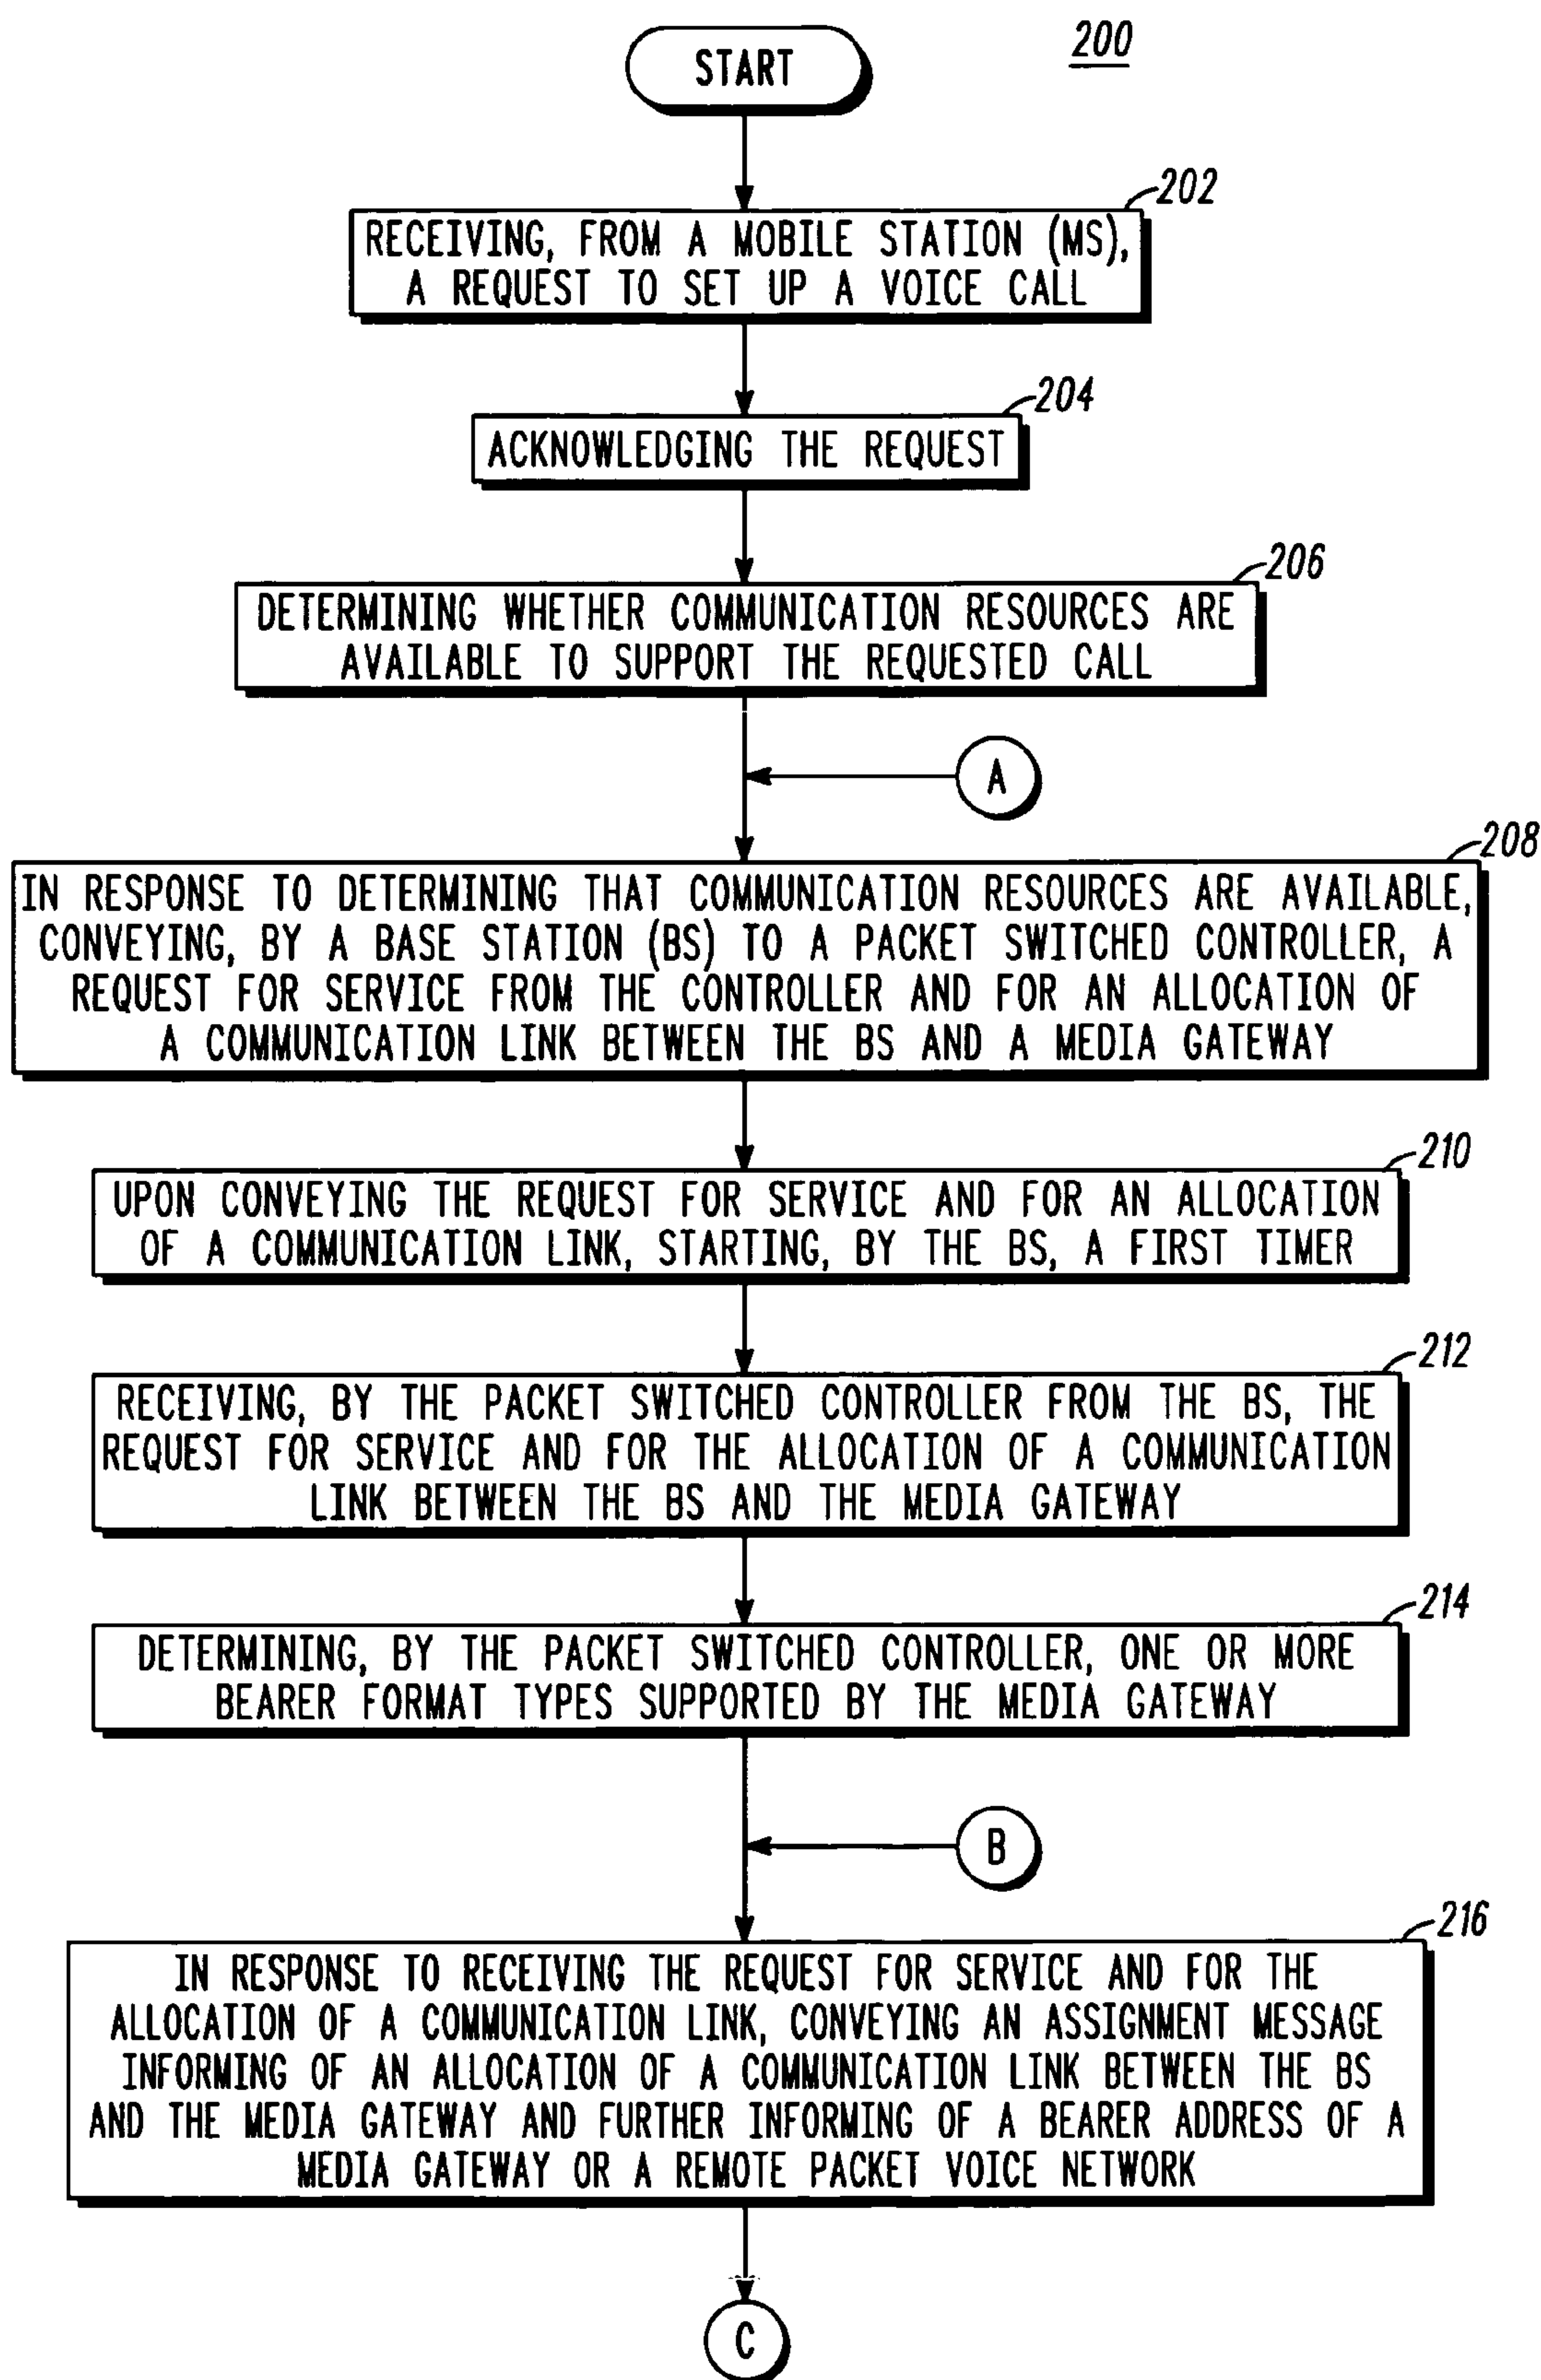 200
START
202
RECEIVING, FROM A MOBILE STATION (MS),
A REQUEST TO SET UP A VOICE CALL
204
ACKNOWLEDGING THE REQUEST
206
DETERMINING WHETHER COMMUNICATION RESOURCES ARE
AVAILABLE TO SUPPORT THE REQUESTED CALL
A
208
IN RESPONSE TO DETERMINING THAT COMMUNICATION RESOURCES ARE AVAILABLE,
CONVEYING, BY A BASE STATION (BS) TO A PACKET SWITCHED CONTROLLER, A
REQUEST FOR SERVICE FROM THE CONTROLLER AND FOR AN ALLOCATION OF
A COMMUNICATION LINK BETWEEN THE BS AND A MEDIA GATEWAY
210
UPON CONVEYING THE REQUEST FOR SERVICE AND FOR AN ALLOCATION
OF A COMMUNICATION LINK, STARTING, BY THE BS, A FIRST TIMER
212
RECEIVING, BY THE PACKET SWITCHED CONTROLLER FROM THE BS, THE
REQUEST FOR SERVICE AND FOR THE ALLOCATION OF A COMMUNICATION
LINK BETWEEN THE BS AND THE MEDIA GATEWAY
214
DETERMINING, BY THE PACKET SWITCHED CONTROLLER, ONE OR MORE
BEARER FORMAT TYPES SUPPORTED BY THE MEDIA GATEWAY
B
216
IN RESPONSE TO RECEIVING THE REQUEST FOR SERVICE AND FOR THE
ALLOCATION OF A COMMUNICATION LINK, CONVEYING AN ASSIGNMENT MESSAGE
INFORMING OF AN ALLOCATION OF A COMMUNICATION LINK BETWEEN THE BS
AND THE MEDIA GATEWAY AND FURTHER INFORMING OF A BEARER ADDRESS OF A
MEDIA GATEWAY OR A REMOTE PACKET VOICE NETWORK
C